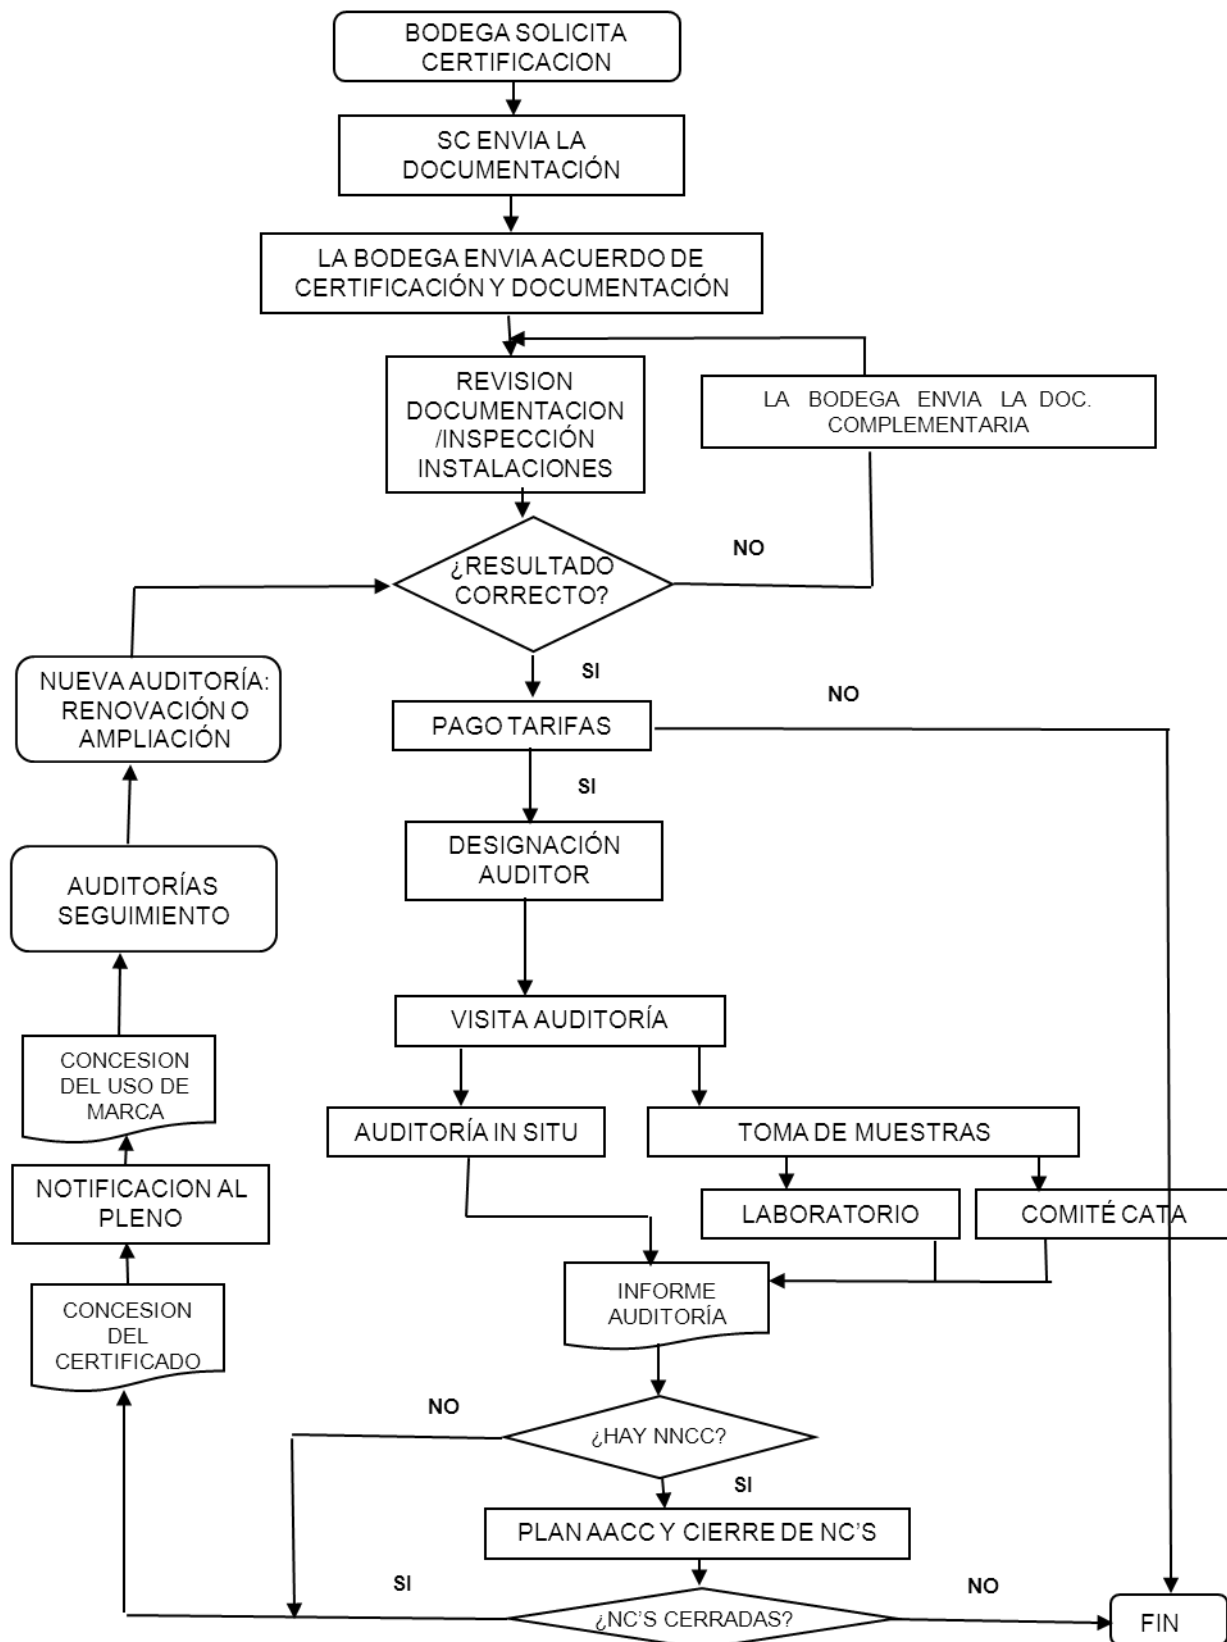 BODEGA SOLICITA
CERTIFICACION
SC ENVIA LA
DOCUMENTACIÓN
LA BODEGA ENVIA ACUERDO DE
CERTIFICACIÓN Y DOCUMENTACIÓN
REVISION
DOCUMENTACION
/INSPECCIÓN
INSTALACIONES
LA BODEGA ENVIA LA DOC.
COMPLEMENTARIA
NO
¿RESULTADO
CORRECTO?
SI
NO
NUEVA AUDITORÍA:
RENOVACIÓN O
AMPLIACIÓN
PAGO TARIFAS
SI
DESIGNACIÓN
AUDITOR
AUDITORÍAS
SEGUIMIENTO
VISITA AUDITORÍA
CONCESION
DEL USO DE
MARCA
AUDITORÍA IN SITU
TOMA DE MUESTRAS
NOTIFICACION AL
PLENO
LABORATORIO
COMITÉ CATA
INFORME
AUDITORÍA
CONCESION
DEL
CERTIFICADO
NO
¿HAY NNCC?
SI
PLAN AACC Y CIERRE DE NC'S
SI
NO
¿NC'S CERRADAS?
FIN